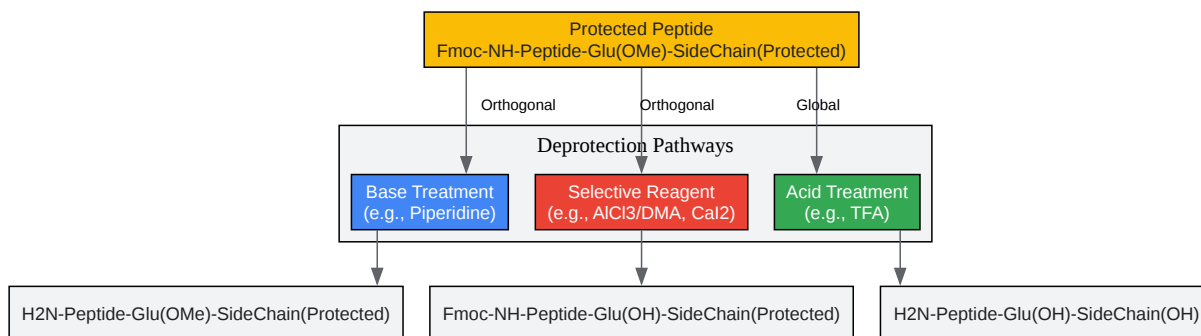 Protected Peptide
Fmoc-NH-Peptide-Glu(OMe)-SideChain(Protected)
Orthogonal
Orthogonal
Global
Deprotection Pathways
Base Treatment
(e.g., Piperidine)
Selective Reagent
(e.g., AlCl3/DMA, CaI2)
Acid Treatment
(e.g., TFA)
H2N-Peptide-Glu(OMe)-SideChain(Protected)
Fmoc-NH-Peptide-Glu(OH)-SideChain(Protected)
H2N-Peptide-Glu(OH)-SideChain(OH)